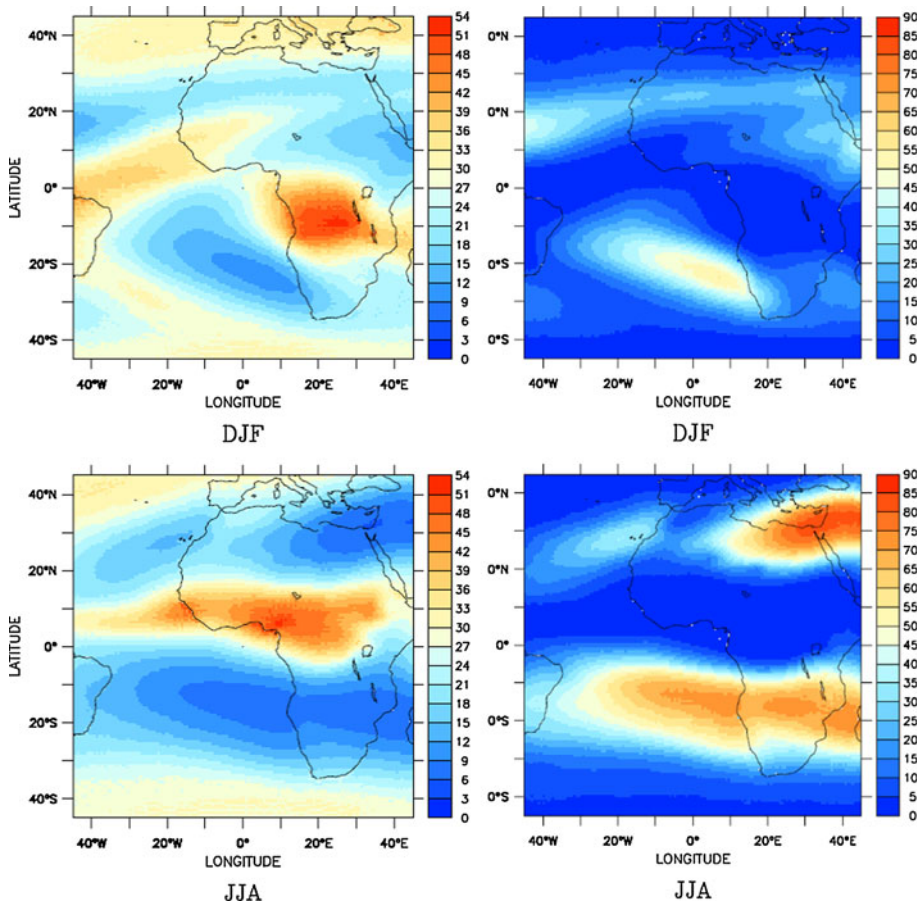 40°N
20°N
0°
20°S
40°S
LATITUDE
54
51
48
45
42
39
36
33
30
27
24
21
18
15
12
9
6
3
0
40°W
20°W
0°
20°E
40°E
LONGITUDE
DJF
0°N
0°N
0°
0°S
0°S
90
85
80
75
70
65
60
55
50
45
40
35
30
25
20
15
10
5
0
40°W
20°W
0°
20°E
40°E
LONGITUDE
DJF
40°N
20°N
0°
20°S
40°S
LATITUDE
54
51
48
45
42
39
36
33
30
27
24
21
18
15
12
9
6
3
0
40°W
20°W
0°
20°E
40°E
LONGITUDE
JJA
0°N
0°N
0°
0°S
0°S
90
85
80
75
70
65
60
55
50
45
40
35
30
25
20
15
10
5
0
40°W
20°W
0°
20°E
40°E
LONGITUDE
JJA